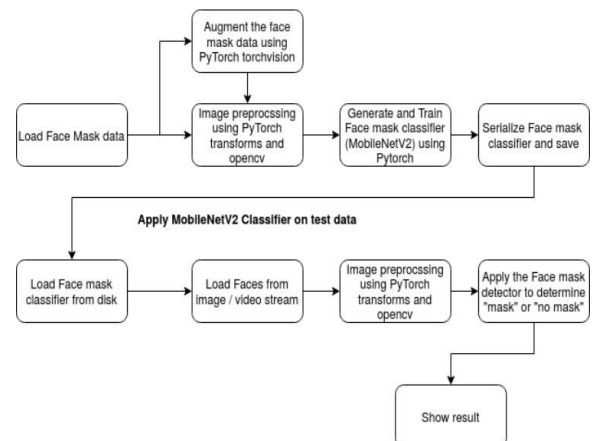 Augment the face
mask data using
PyTorch torchvision
Load Face Mask data
Image preprocssing
using PyTorch
transforms and
opencv
Generate and Train
Face mask classifier
(MobileNetV2) using
Pytorch
Serialize Face mask
classifier and save
Apply MobileNetV2 Classifier on test data
Load Face mask
classifier from disk
Load Faces from
image / video stream
Image preprocssing
using PyTorch
transforms and
opencv
Apply the Face mask
detector to determine
"mask" or "no mask"
Show result